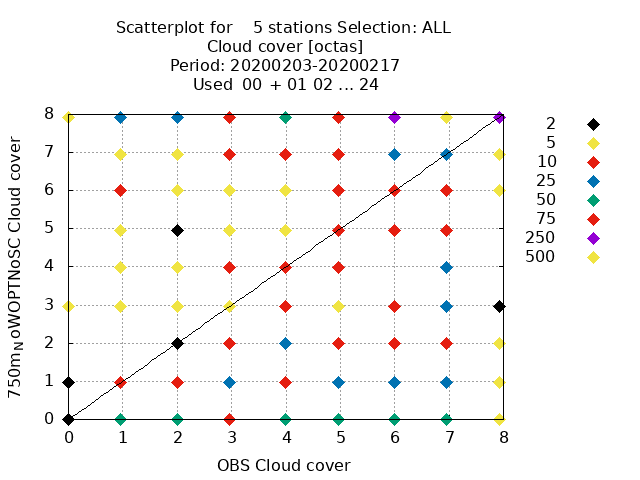 Scatterplot for    5 stations Selection: ALL
Cloud cover [octas]
Period: 20200203-20200217
Used  00  + 01 02 ... 24
8
7
6
5
4
3
2
1
0
750m_NoWOPTNoSC Cloud cover
0 1 2 3 4 5 6 7 8
OBS Cloud cover
2
5
10
25
50
75
250
500